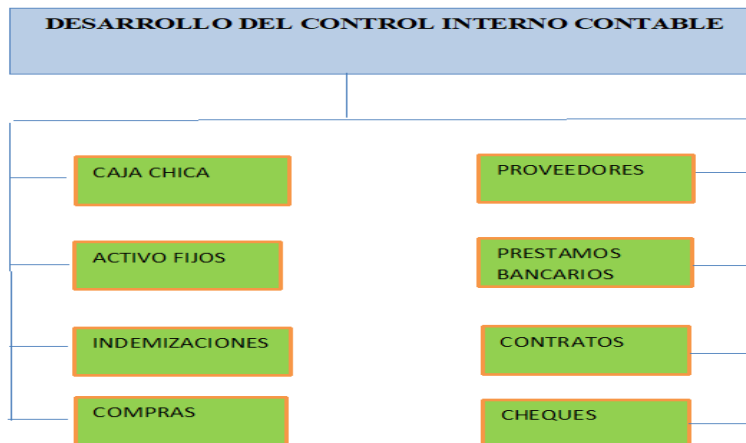 DESARROLLO DEL CONTROL INTERNO CONTABLE
CAJA CHICA
ACTIVO FIJOS
INDEMIZACIONES
COMPRAS
PROVEEDORES
PRESTAMOS
BANCARIOS
CONTRATOS
CHEQUES